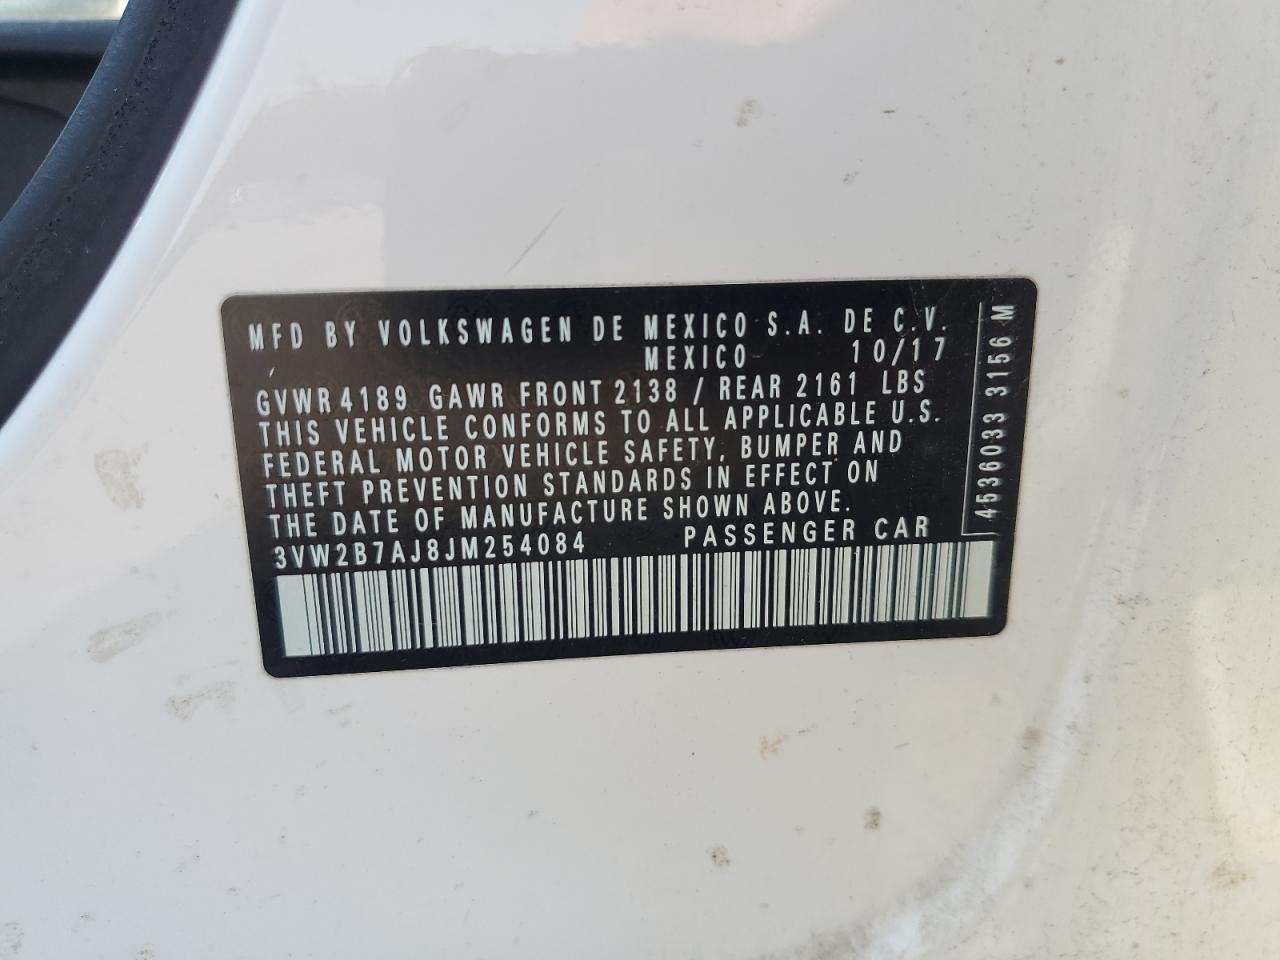 MFD BY VOLKSWAGEN DE MEXICO S.A. DE C.V.
MEXICO 10/17
GVWR 4189 GAWR FRONT 2138 / REAR 2161 LBS
THIS VEHICLE CONFORMS TO ALL APPLICABLE U.S.
FEDERAL MOTOR VEHICLE SAFETY, BUMPER AND
THEFT PREVENTION STANDARDS IN EFFECT ON
THE DATE OF MANUFACTURE SHOWN ABOVE.
3VW2B7AJ8JM254084 PASSENGER CAR
4536033 3156 M